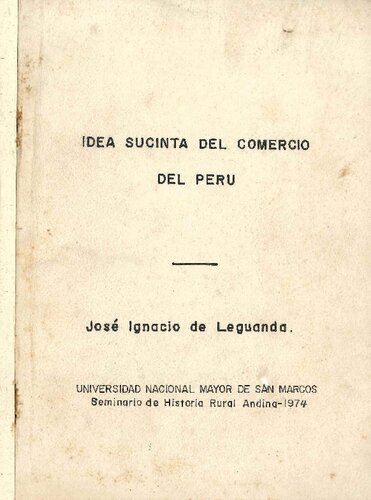 IDEA SUCINTA DEL COMERCIO
DEL PERU
José Ignacio de Leguanda.
UNIVERSIDAD NACIONAL MAYOR DE SAN MARCOS
Seminario de Historia Rural Andina-1974